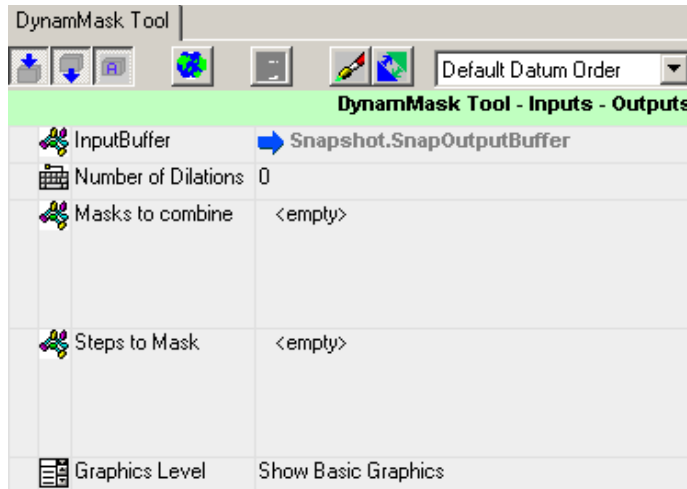 DynamMask Tool
A
Default Datum Order
DynamMask Tool - Inputs - Outputs
InputBuffer Snapshot.SnapOutputBuffer
Number of Dilations 0
Masks to combine <empty>
Steps to Mask <empty>
Graphics Level Show Basic Graphics